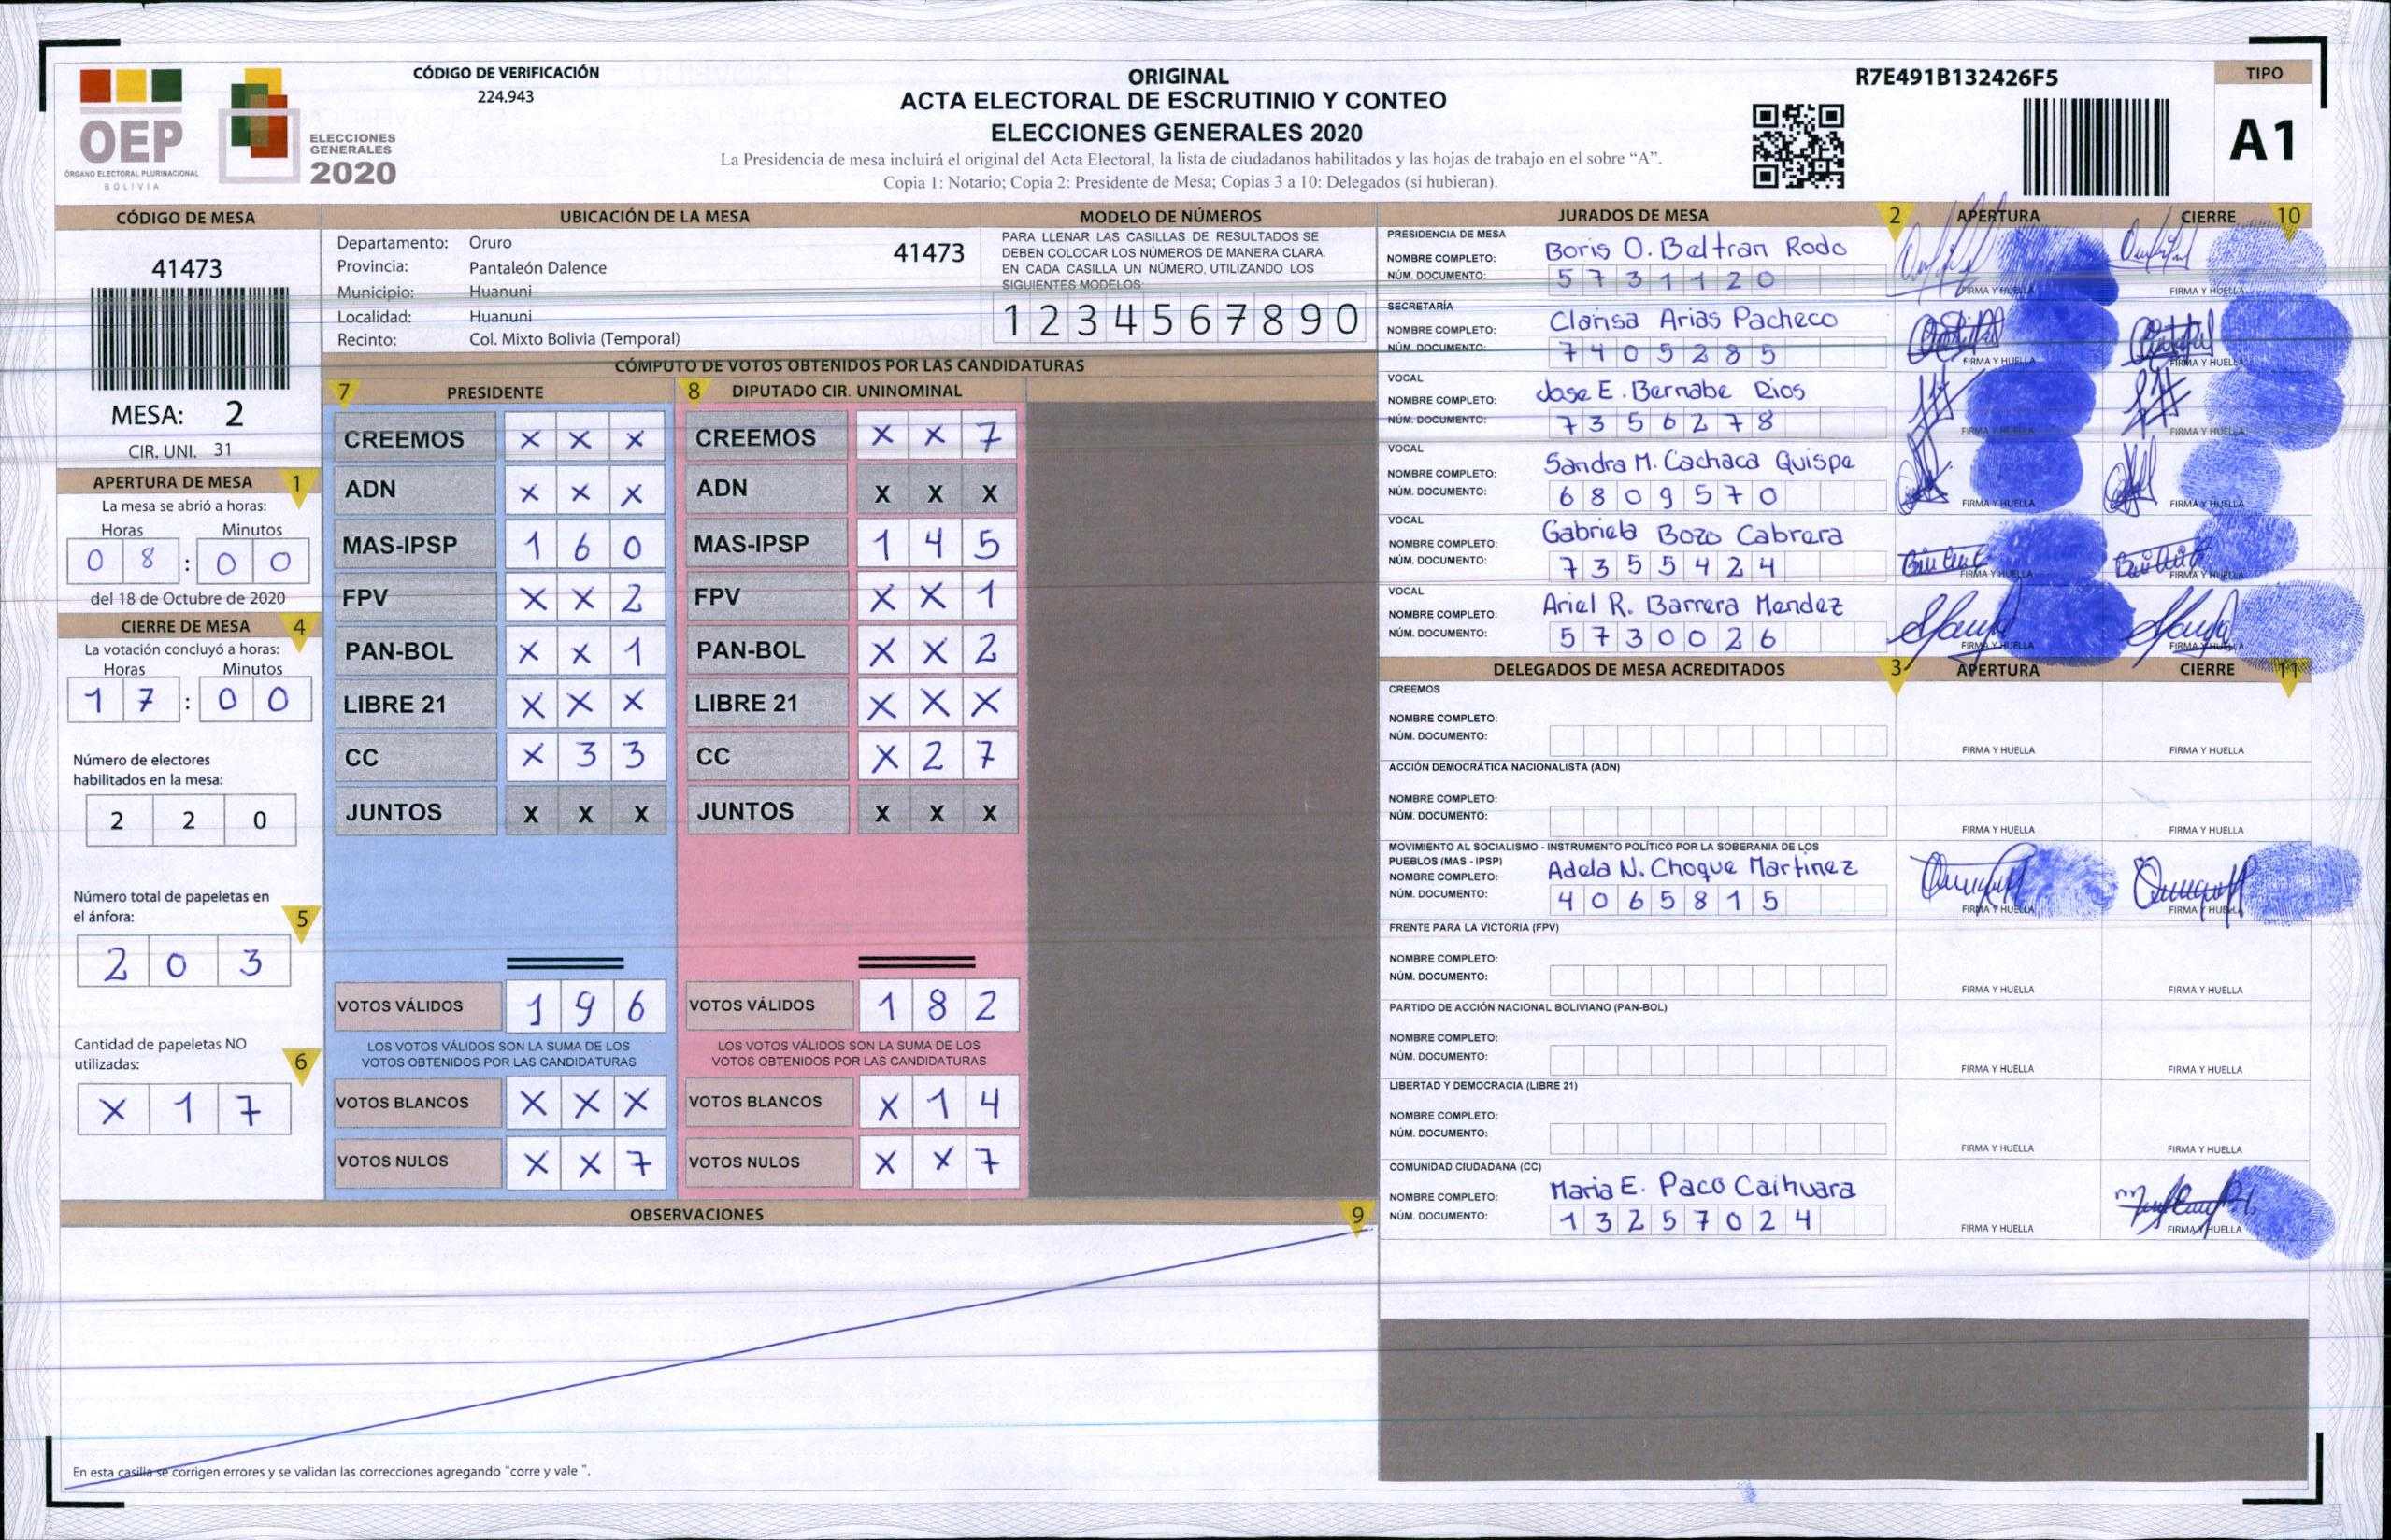 OEP
ÓRGANO ELECTORAL PLURINACIONAL
BOLIVIA
ELECCIONES
GENERALES
2020
CÓDIGO DE VERIFICACIÓN
224.943
ORIGINAL
ACTA ELECTORAL DE ESCRUTINIO Y CONTEO
ELECCIONES GENERALES 2020
La Presidencia de mesa incluirá el original del Acta Electoral, la lista de ciudadanos habilitados y las hojas de trabajo en el sobre “A”.
Copia 1: Notario; Copia 2: Presidente de Mesa; Copias 3 a 10: Delegados (si hubieran).
R7E491B132426F5
TIPO
A1
CÓDIGO DE MESA
41473
MESA: 2
CIR. UNI. 31
APERTURA DE MESA 1
La mesa se abrió a horas:
Horas Minutos
0 8 : 0 0
del 18 de Octubre de 2020
CIERRE DE MESA 4
La votación concluyó a horas:
Horas Minutos
1 7 : 0 0
Número de electores
habilitados en la mesa:
2 2 0
Número total de papeletas en
el ánfora: 5
2 0 3
Cantidad de papeletas NO
utilizadas: 6
X 1 7
UBICACIÓN DE LA MESA
Departamento: Oruro 41473
Provincia: Pantaleón Dalence
Municipio: Huanuni
Localidad: Huanuni
Recinto: Col. Mixto Bolivia (Temporal)
MODELO DE NÚMEROS
PARA LLENAR LAS CASILLAS DE RESULTADOS SE
DEBEN COLOCAR LOS NÚMEROS DE MANERA CLARA.
EN CADA CASILLA UN NÚMERO, UTILIZANDO LOS
SIGUIENTES MODELOS:
1 2 3 4 5 6 7 8 9 0
CÓMPUTO DE VOTOS OBTENIDOS POR LAS CANDIDATURAS
7 PRESIDENTE
CREEMOS X X X
ADN X X X
MAS-IPSP 1 6 0
FPV X X 2
PAN-BOL X X 1
LIBRE 21 X X X
CC X 3 3
JUNTOS X X X
VOTOS VÁLIDOS 1 9 6
LOS VOTOS VÁLIDOS SON LA SUMA DE LOS
VOTOS OBTENIDOS POR LAS CANDIDATURAS
VOTOS BLANCOS X X X
VOTOS NULOS X X 7
8 DIPUTADO CIR. UNINOMINAL
CREEMOS X X 7
ADN X X X
MAS-IPSP 1 4 5
FPV X X 1
PAN-BOL X X 2
LIBRE 21 X X X
CC X 2 7
JUNTOS X X X
VOTOS VÁLIDOS 1 8 2
LOS VOTOS VÁLIDOS SON LA SUMA DE LOS
VOTOS OBTENIDOS POR LAS CANDIDATURAS
VOTOS BLANCOS X 1 4
VOTOS NULOS X X 7
OBSERVACIONES 9
En esta casilla se corrigen errores y se validan las correcciones agregando “corre y vale ”.
JURADOS DE MESA 2 APERTURA CIERRE 10
PRESIDENCIA DE MESA
NOMBRE COMPLETO: Boris O. Beltran Rodo
NÚM. DOCUMENTO: 5 7 3 1 1 2 0
FIRMA Y HUELLA FIRMA Y HUELLA
SECRETARÍA
NOMBRE COMPLETO: Clarisa Arias Pacheco
NÚM. DOCUMENTO: 7 4 0 5 2 8 5
FIRMA Y HUELLA FIRMA Y HUELLA
VOCAL
NOMBRE COMPLETO: Jose E. Bernabe Rios
NÚM. DOCUMENTO: 7 3 5 6 2 7 8
FIRMA Y HUELLA FIRMA Y HUELLA
VOCAL
NOMBRE COMPLETO: Sandra M. Cachaca Quispe
NÚM. DOCUMENTO: 6 8 0 9 5 7 0
FIRMA Y HUELLA FIRMA Y HUELLA
VOCAL
NOMBRE COMPLETO: Gabriela Bozo Cabrera
NÚM. DOCUMENTO: 7 3 5 5 4 2 4
FIRMA Y HUELLA FIRMA Y HUELLA
VOCAL
NOMBRE COMPLETO: Ariel R. Barrera Mendez
NÚM. DOCUMENTO: 5 7 3 0 0 2 6
FIRMA Y HUELLA FIRMA Y HUELLA
DELEGADOS DE MESA ACREDITADOS 3 APERTURA CIERRE 11
CREEMOS
NOMBRE COMPLETO:
NÚM. DOCUMENTO:
FIRMA Y HUELLA FIRMA Y HUELLA
ACCIÓN DEMOCRÁTICA NACIONALISTA (ADN)
NOMBRE COMPLETO:
NÚM. DOCUMENTO:
FIRMA Y HUELLA FIRMA Y HUELLA
MOVIMIENTO AL SOCIALISMO - INSTRUMENTO POLÍTICO POR LA SOBERANIA DE LOS
PUEBLOS (MAS - IPSP)
NOMBRE COMPLETO: Adela N. Choque Martinez
NÚM. DOCUMENTO: 4 0 6 5 8 1 5
FIRMA Y HUELLA FIRMA Y HUELLA
FRENTE PARA LA VICTORIA (FPV)
NOMBRE COMPLETO:
NÚM. DOCUMENTO:
FIRMA Y HUELLA FIRMA Y HUELLA
PARTIDO DE ACCIÓN NACIONAL BOLIVIANO (PAN-BOL)
NOMBRE COMPLETO:
NÚM. DOCUMENTO:
FIRMA Y HUELLA FIRMA Y HUELLA
LIBERTAD Y DEMOCRACIA (LIBRE 21)
NOMBRE COMPLETO:
NÚM. DOCUMENTO:
FIRMA Y HUELLA FIRMA Y HUELLA
COMUNIDAD CIUDADANA (CC)
NOMBRE COMPLETO: Maria E. Paco Caihuara
NÚM. DOCUMENTO: 1 3 2 5 7 0 2 4
FIRMA Y HUELLA FIRMA Y HUELLA